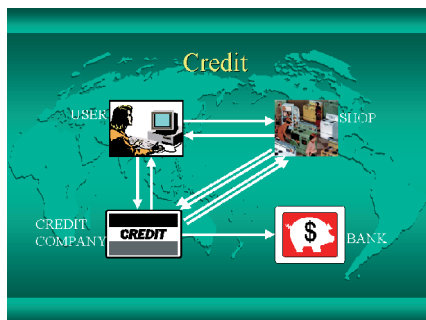 Credit
USER
SHOP
CREDIT
COMPANY
CREDIT
$
BANK